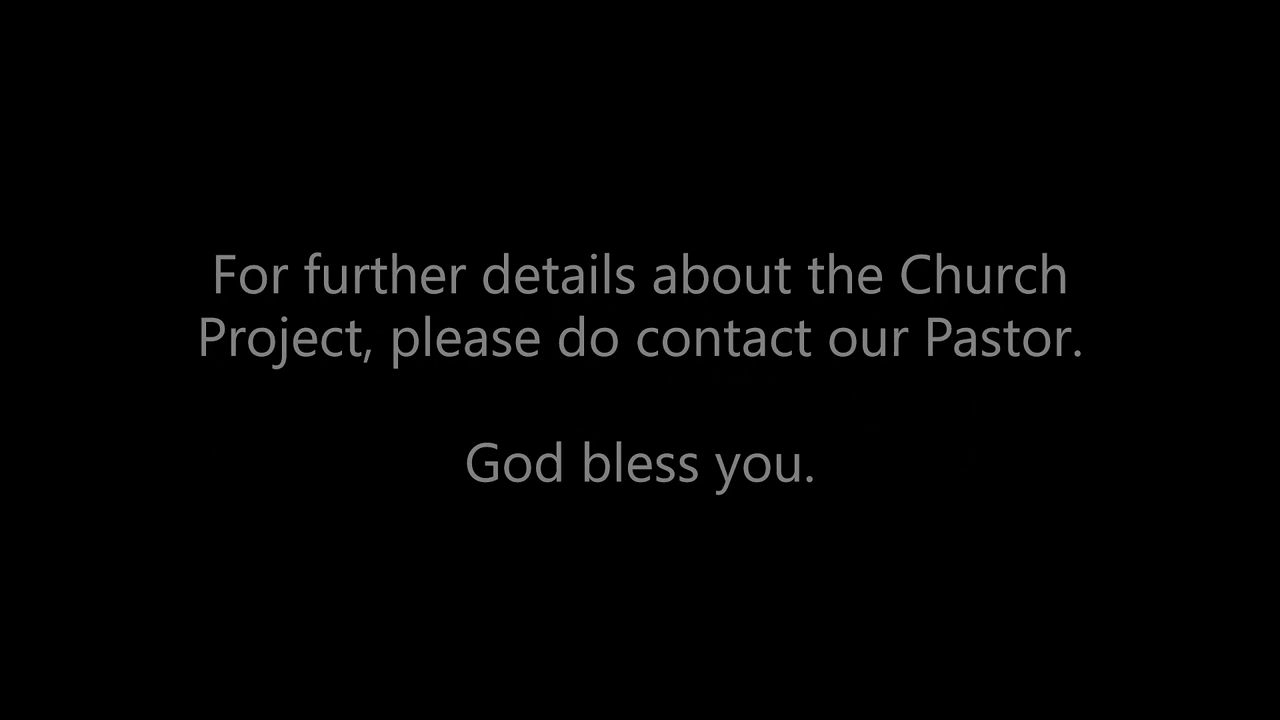 For further details about the Church
Project, please do contact our Pastor.
God bless you.